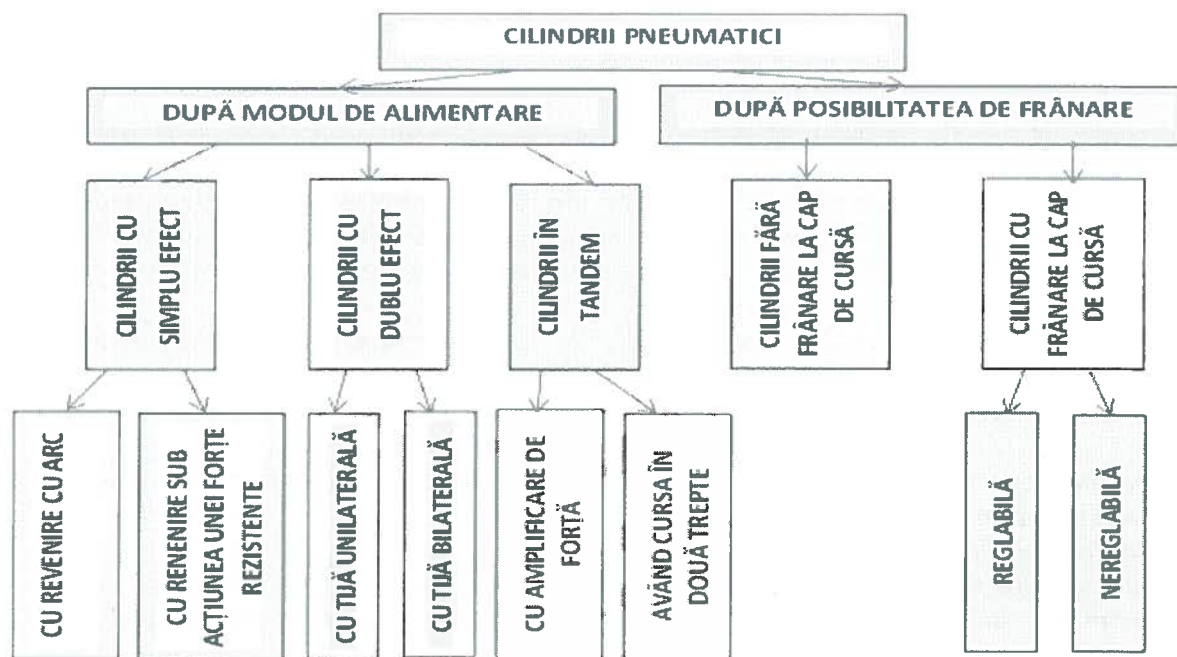 CILINDRII PNEUMATICI
DUPĂ MODUL DE ALIMENTARE
DUPĂ POSIBILITATEA DE FRÂNARE
CILINDRII CU
SIMPLU EFECT
CILINDRII CU
DUBLU EFECT
CILINDRII ÎN
TANDEM
CILINDRII FĂRĂ
FRÂNARE LA CAP
DE CURSĂ
CILINDRI CU
FRÂNARE LA CAP
DE CURSĂ
CU REVENIRE CU ARC
CU RENENIRE SUB
ACȚIUNEA UNEI FORȚE
REZISTENTE
CU TIJĂ UNILATERALĂ
CU TIJĂ BILATERALĂ
CU AMPLIFICARE DE
FORȚĂ
AVÂND CURSA ÎN
DOUĂ TREPTE
REGLABILĂ
NEREGLABILĂ